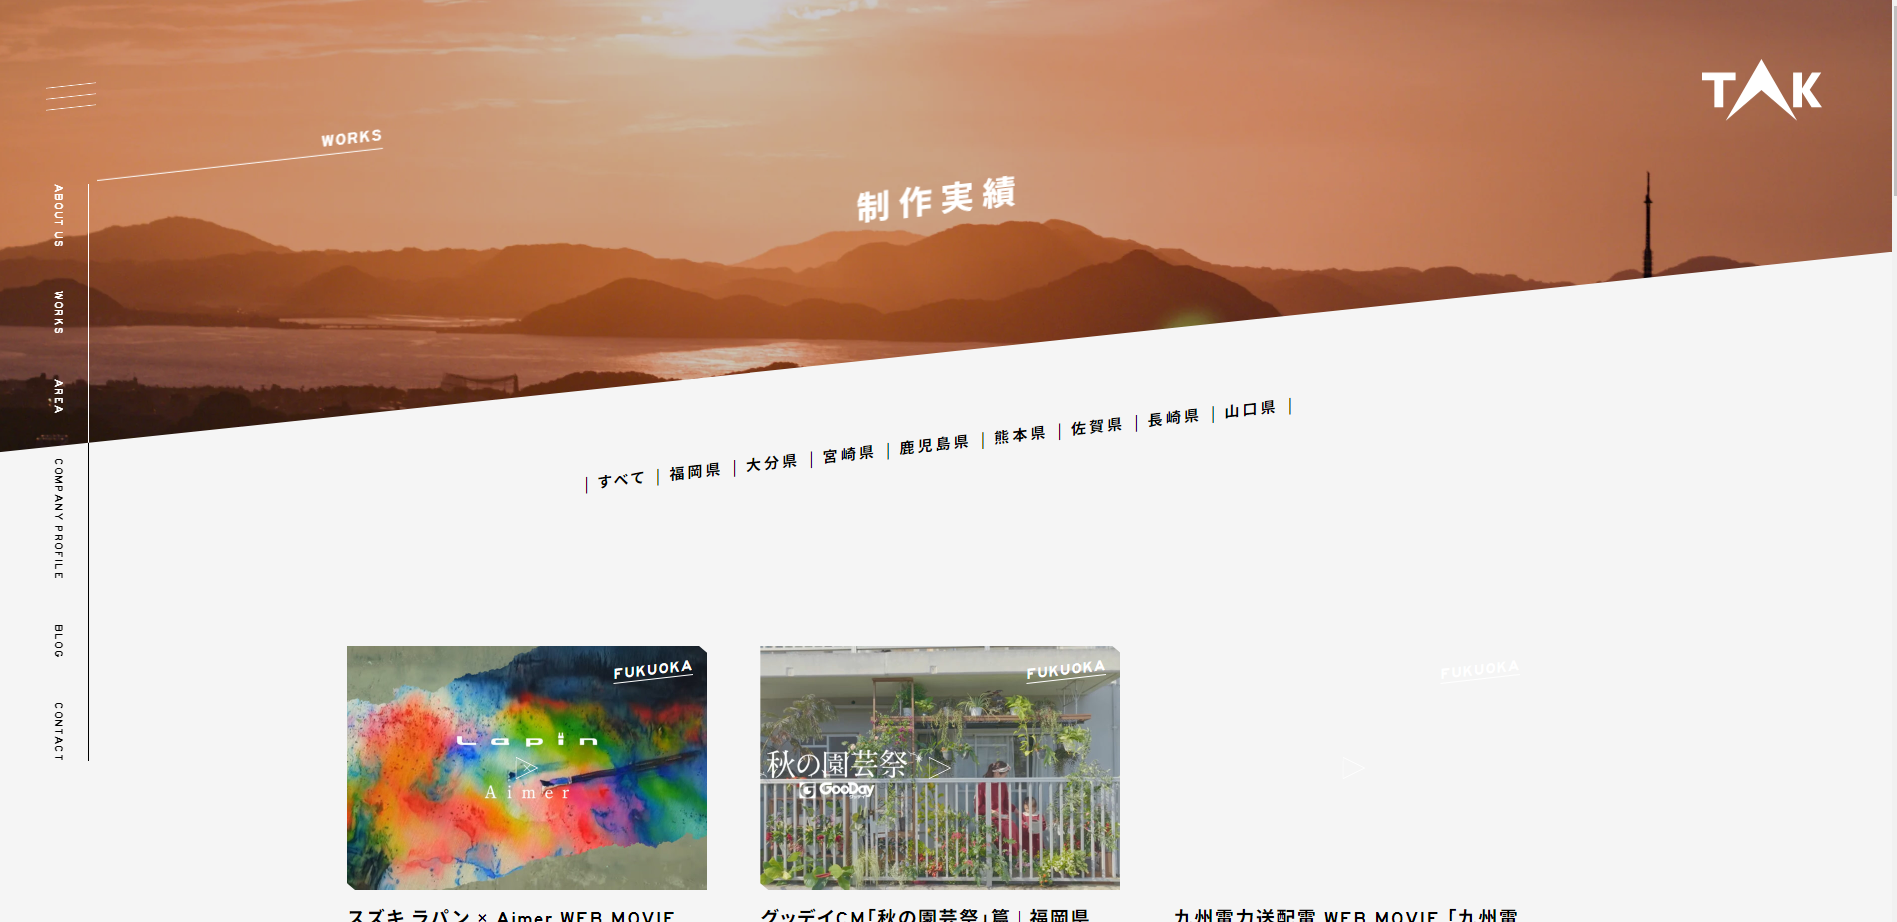 TAK
WORKS
制作実績
ABOUT US
WORKS
AREA
COMPANY PROFILE
BLOG
CONTACT
| すべて | 福岡県 | 大分県 | 宮崎県 | 鹿児島県 | 熊本県 | 佐賀県 | 長崎県 | 山口県 |
FUKUOKA
Lapin
×
Aimer
スズキ ラパン × Aimer WEB MOVIE
FUKUOKA
秋の園芸祭
GooDay
グッデイCM「秋の園芸祭」篇 | 福岡県
FUKUOKA
九州電力送配電 WEB MOVIE 「九州電